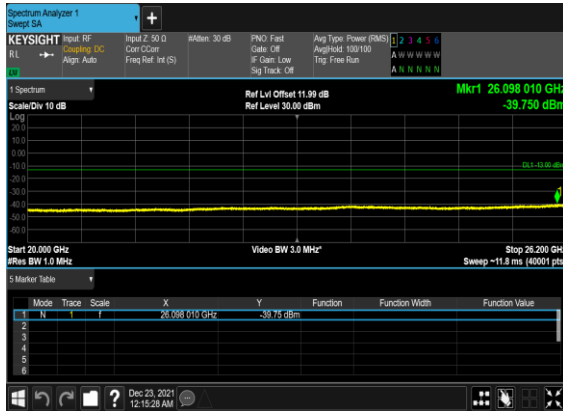 Spectrum Analyzer 1
Swept SA
+
KEYSIGHT
RL
Input: RF
Coupling: DC
Align: Auto
Input Z: 50 Ω
Corr CCorr
Freq Ref: Int (S)
#Atten: 30 dB
PNO: Fast
Gate: Off
IF Gain: Low
Sig Track: Off
Avg Type: Power (RMS)
Avg|Hold: 100/100
Trig: Free Run
1 2 3 4 5 6
A W W W W W
A N N N N N
1 Spectrum
Scale/Div 10 dB
Ref Lvl Offset 11.99 dB
Ref Level 30.00 dBm
Mkr1 26.098 010 GHz
-39.750 dBm
Log
20.0
10.0
0.00
-10.0
DL1 -13.00 dBm
-20.0
-30.0
-40.0
-50.0
-60.0
1
Start 20.000 GHz
#Res BW 1.0 MHz
Video BW 3.0 MHz*
Stop 26.200 GHz
Sweep ~11.8 ms (40001 pts)
5 Marker Table
Mode Trace Scale X Y Function Function Width Function Value
1 N 1 f 26.098 010 GHz -39.75 dBm
2
3
4
5
6
?
Dec 23, 2021
12:15:28 AM